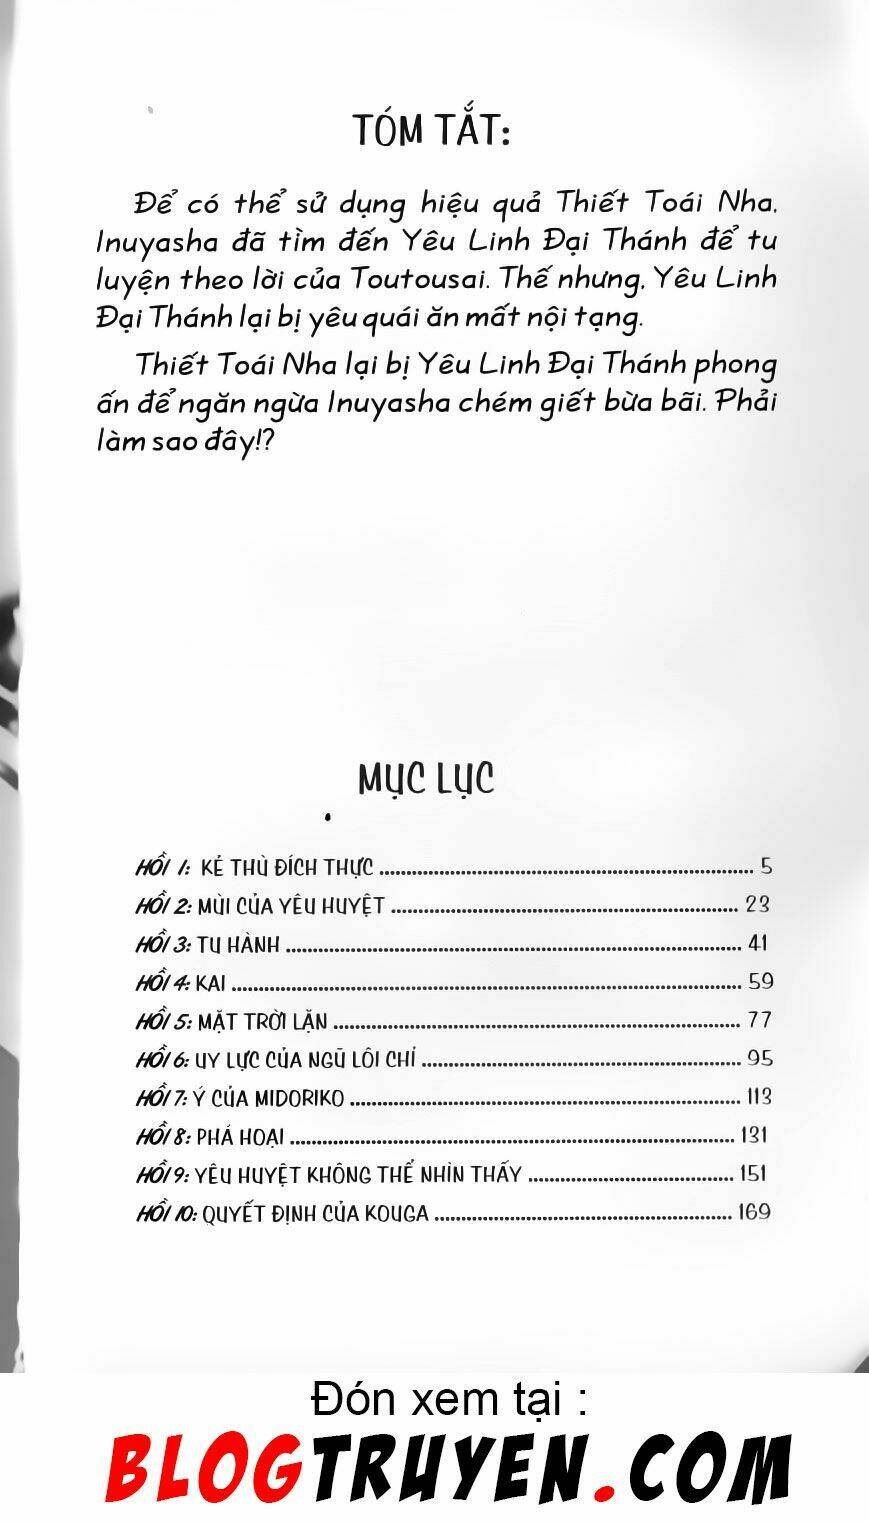 TÓM TẮT:
Để có thể sử dụng hiệu quả Thiết Toái Nha,
Inuyasha đã tìm đến Yêu Linh Đại Thánh để tu
luyện theo lời của Toutousai. Thế nhưng, Yêu Linh
Đại Thánh lại bị yêu quái ăn mất nội tạng.
Thiết Toái Nha lại bị Yêu Linh Đại Thánh phong
ấn để ngăn ngừa Inuyasha chém giết bừa bãi. Phải
làm sao đây!?
MỤC LỤC
HỒI 1: KẺ THÙ ĐÍCH THỰC ........ 5
HỒI 2: MÙI CỦA YÊU HUYỆT ........ 23
HỒI 3: TU HÀNH ........ 41
HỒI 4: KAI ........ 59
HỒI 5: MẶT TRỜI LẶN ........ 77
HỒI 6: UY LỰC CỦA NGŨ LÔI CHỈ ........ 95
HỒI 7: Ý CỦA MIDORIKO ........ 113
HỒI 8: PHÁ HOẠI ........ 131
HỒI 9: YÊU HUYỆT KHÔNG THỂ NHÌN THẤY ........ 151
HỒI 10: QUYẾT ĐỊNH CỦA KOUGA ........ 169
Đón xem tại :
BLOGTRUYEN.COM